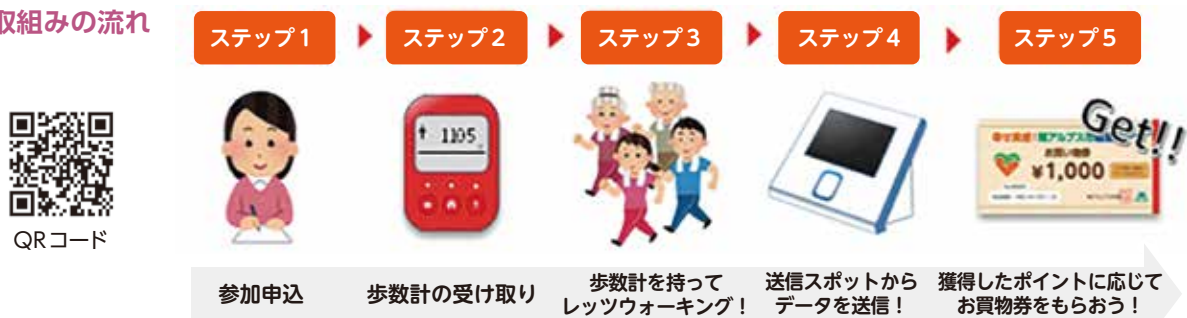 取組みの流れ
ステップ1
ステップ2
ステップ3
ステップ4
ステップ5
1105
Get!!
お買い物券
¥1,000
QRコード
参加申込
歩数計の受け取り
歩数計を持って
レッツウォーキング！
送信スポットから
データを送信！
獲得したポイントに応じて
お買物券をもらおう！